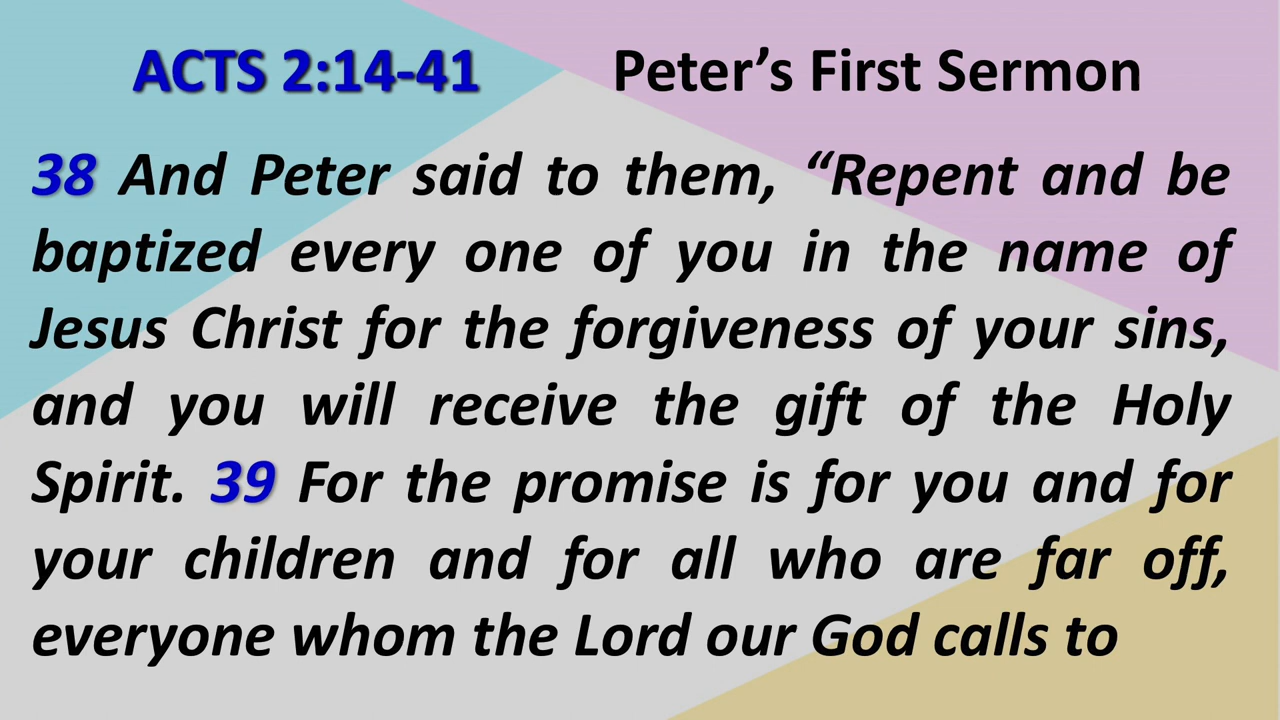 ACTS 2:14-41 Peter’s First Sermon
38 And Peter said to them, “Repent and be
baptized every one of you in the name of
Jesus Christ for the forgiveness of your sins,
and you will receive the gift of the Holy
Spirit. 39 For the promise is for you and for
your children and for all who are far off,
everyone whom the Lord our God calls to